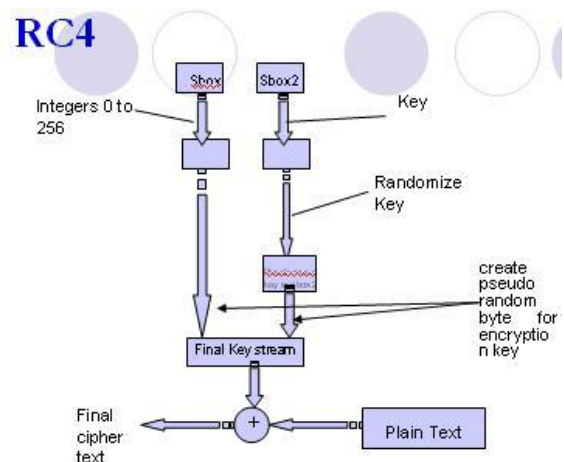 RC4
Sbox
Sbox2
Integers 0 to
256
Key
Randomize
Key
create
pseudo
random
byte for
encryptio
n key
Final Key stream
+
Final
cipher
text
Plain Text